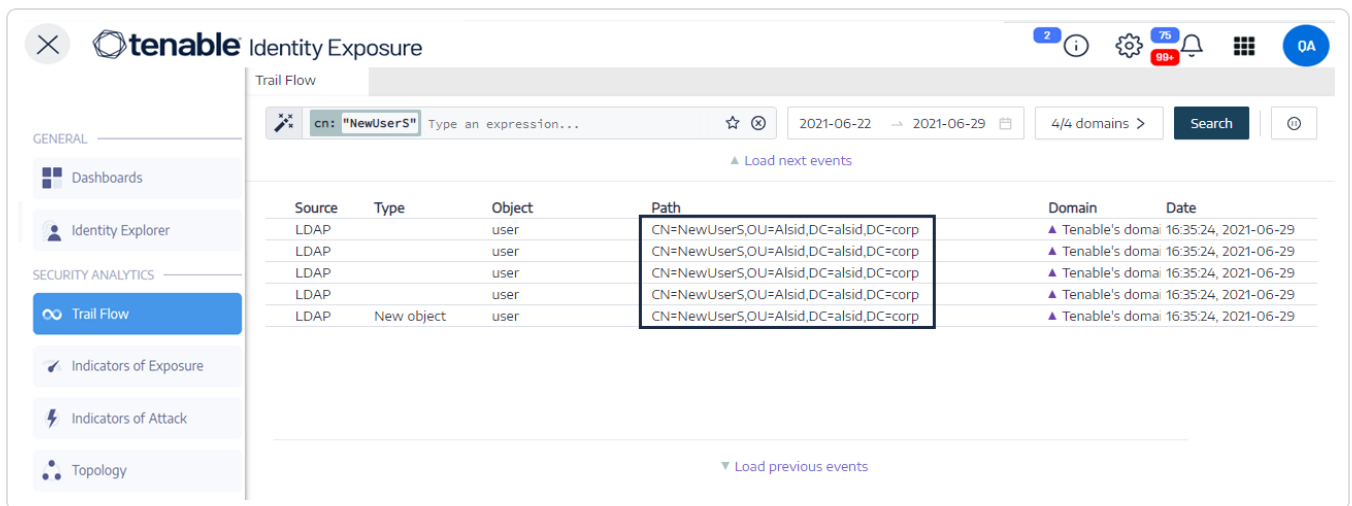 tenable Identity Exposure
2
75
99+
QA
Trail Flow
cn: "NewUserS" Type an expression...
2021-06-22 → 2021-06-29
4/4 domains >
Search
Load next events
GENERAL
Dashboards
Identity Explorer
SECURITY ANALYTICS
Trail Flow
Indicators of Exposure
Indicators of Attack
Topology
Source Type Object Path Domain Date
LDAP user CN=NewUserS,OU=Alsid,DC=alsid,DC=corp Tenable's domai 16:35:24, 2021-06-29
LDAP user CN=NewUserS,OU=Alsid,DC=alsid,DC=corp Tenable's domai 16:35:24, 2021-06-29
LDAP user CN=NewUserS,OU=Alsid,DC=alsid,DC=corp Tenable's domai 16:35:24, 2021-06-29
LDAP user CN=NewUserS,OU=Alsid,DC=alsid,DC=corp Tenable's domai 16:35:24, 2021-06-29
LDAP New object user CN=NewUserS,OU=Alsid,DC=alsid,DC=corp Tenable's domai 16:35:24, 2021-06-29
Load previous events